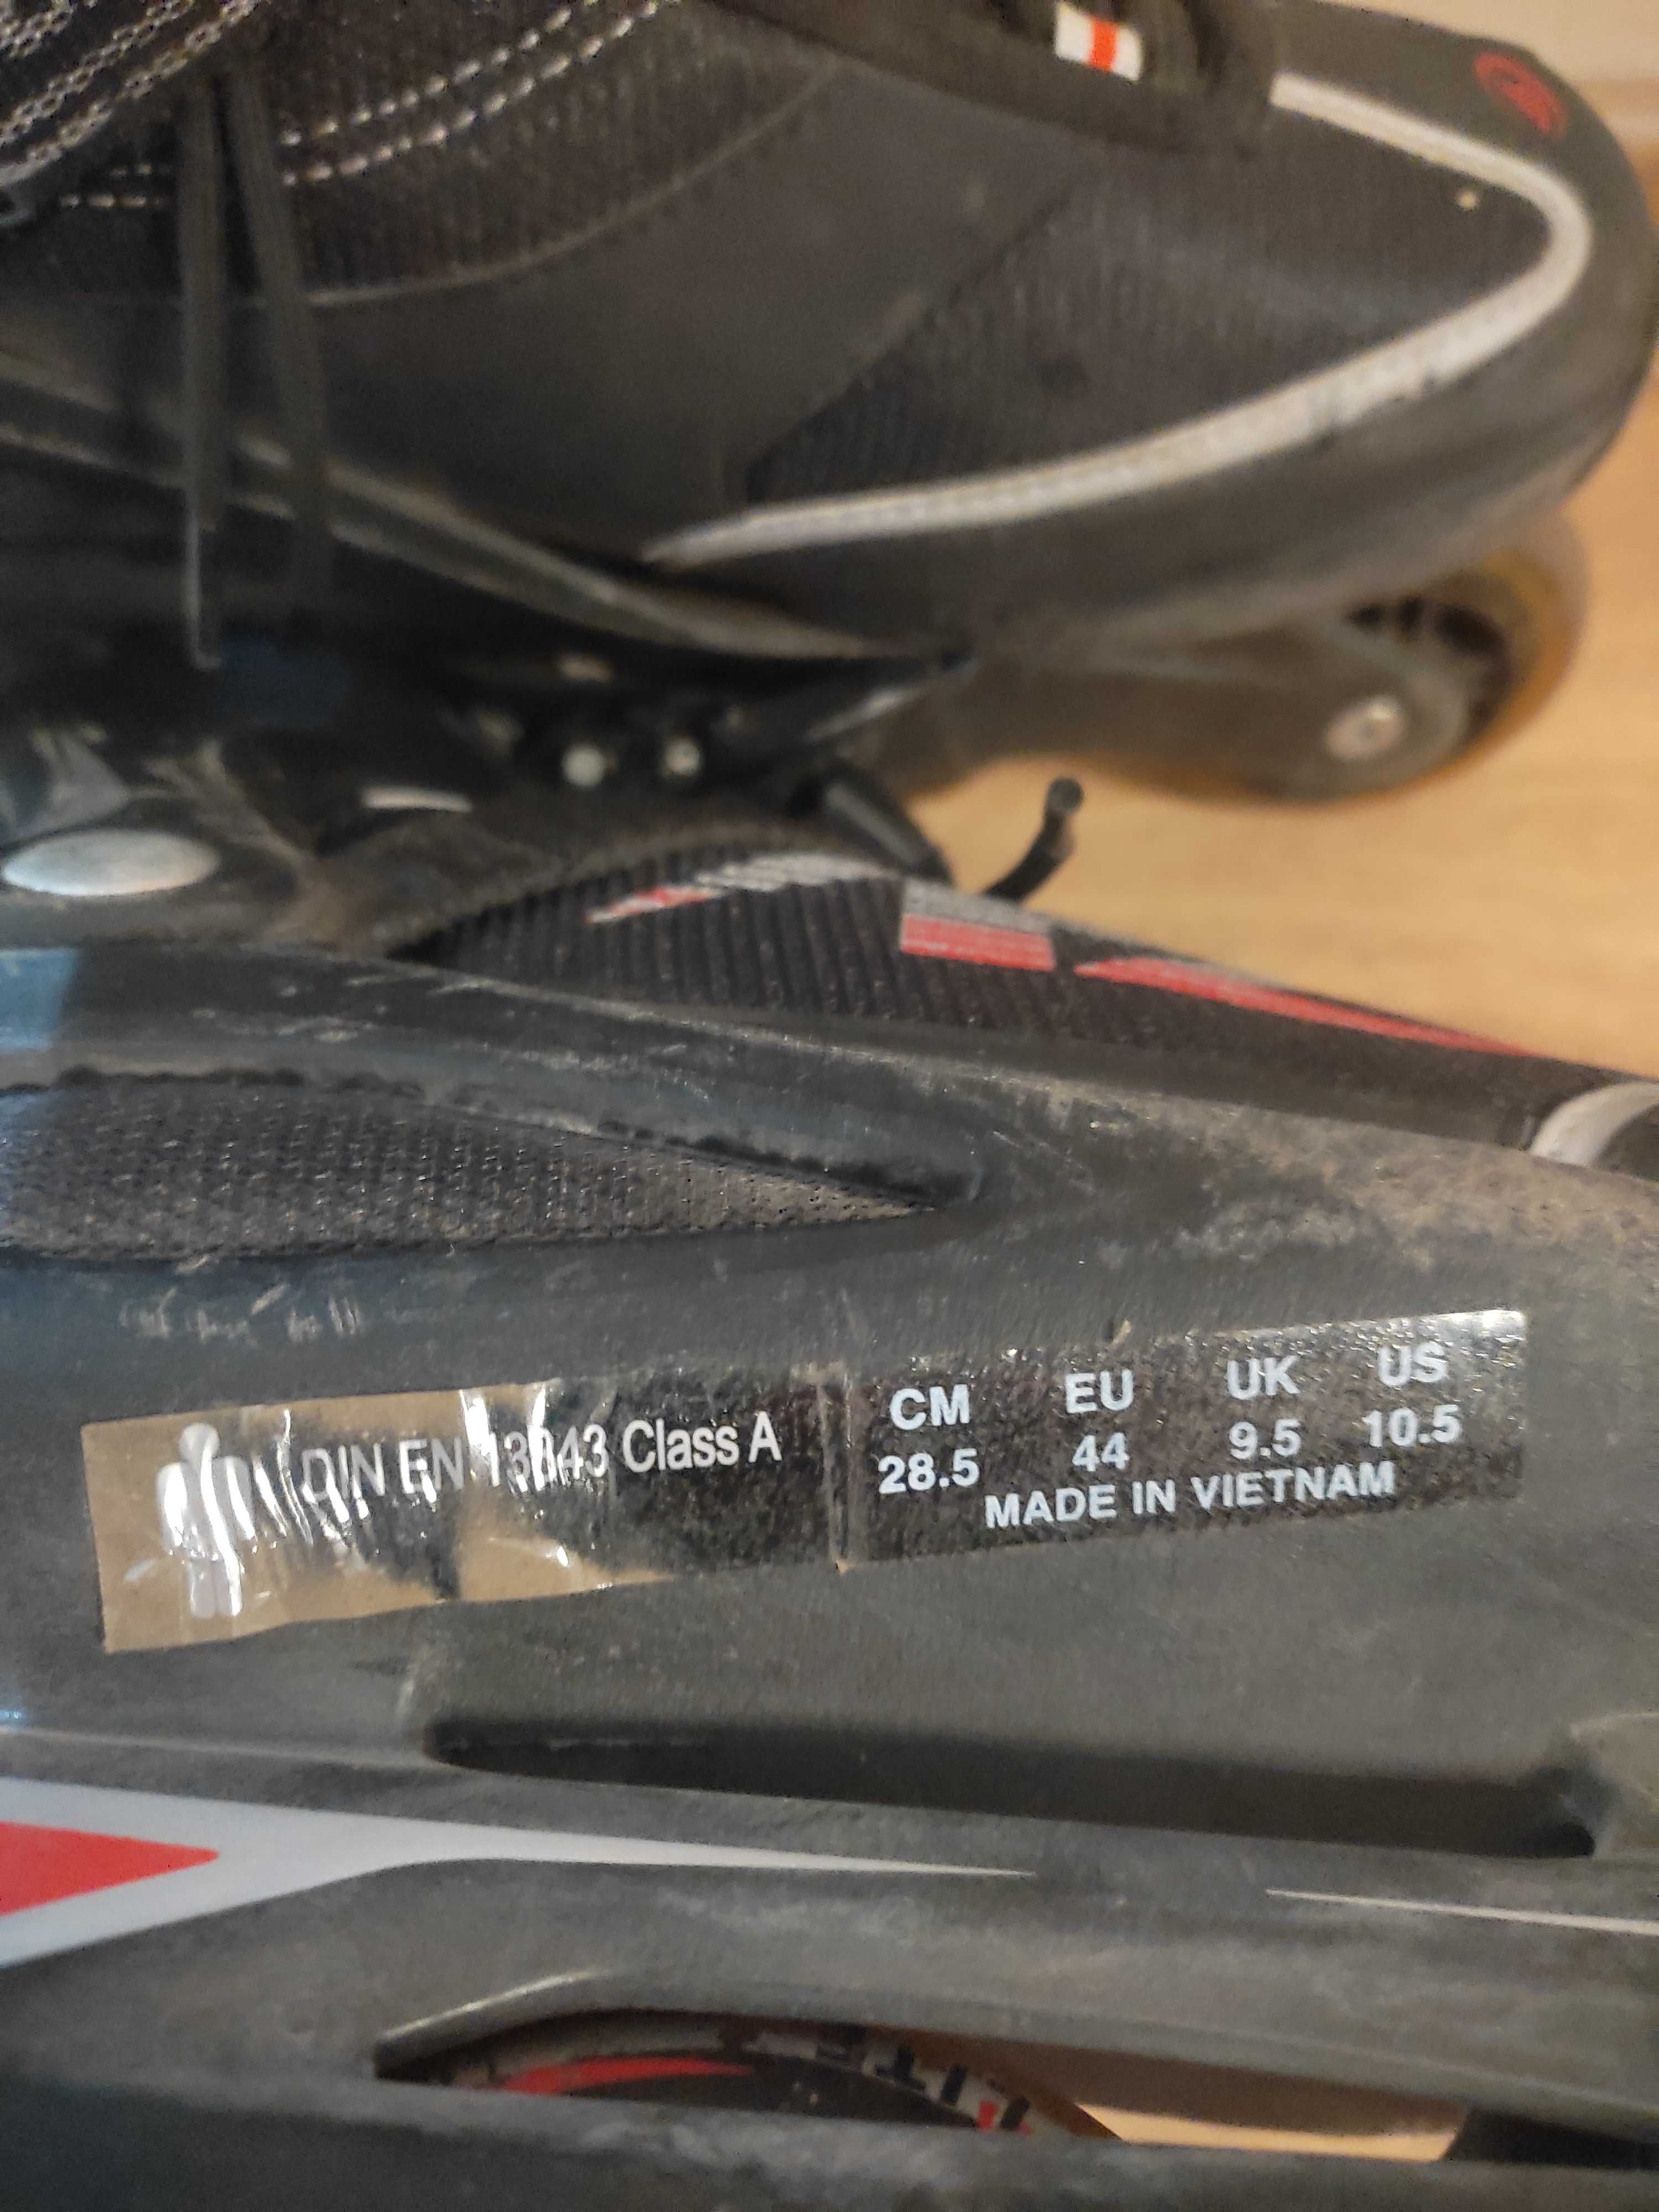 DIN EN 13843 Class A
CM EU UK US
28.5 44 9.5 10.5
MADE IN VIETNAM